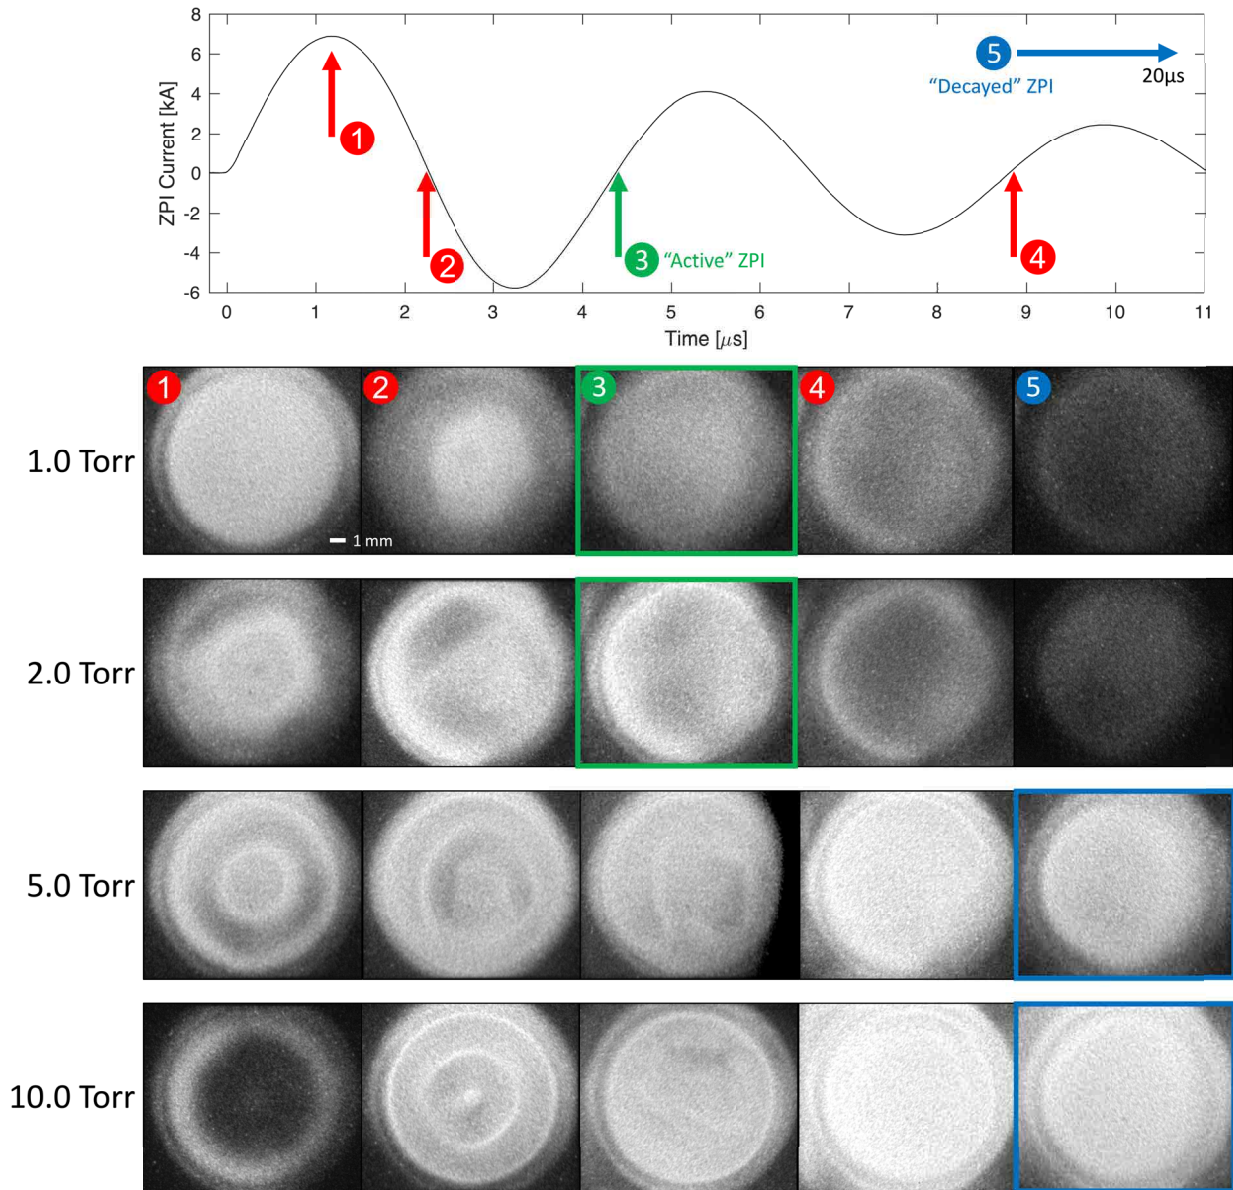 8
6
4
2
0
-2
-4
-6
ZPI Current [kA]
0 1 2 3 4 5 6 7 8 9 10 11
Time [μs]
1
2
3 "Active" ZPI
4
5
20μs
"Decayed" ZPI
1 2 3 4 5
1.0 Torr
1 mm
2.0 Torr
5.0 Torr
10.0 Torr